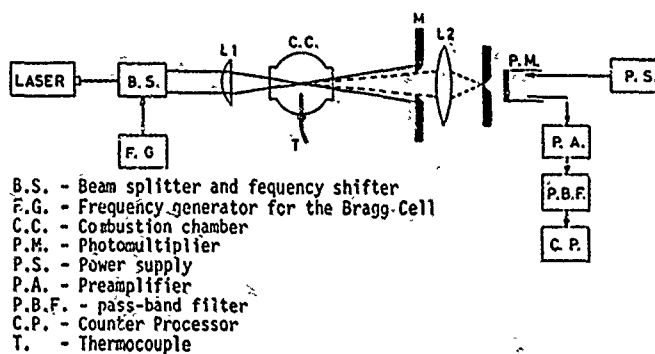 M
L1
C.C.
L2
P.M.
LASER
B.S.
P.S.
T
F.G
P.A.
P.B.F.
C.P.
B.S. - Beam splitter and fequency shifter
F.G. - Frequency generator for the Bragg-Cell
C.C. - Combustion chamber
P.M. - Photomultiplier
P.S. - Power supply
P.A. - Preamplifier
P.B.F. - pass-band filter
C.P. - Counter Processor
T. - Thermocouple